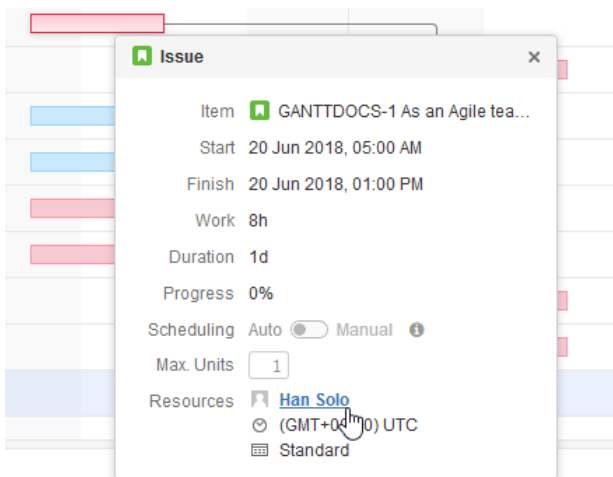 Issue
Item GANTTDOCS-1 As an Agile tea...
Start 20 Jun 2018, 05:00 AM
Finish 20 Jun 2018, 01:00 PM
Work 8h
Duration 1d
Progress 0%
Scheduling Auto Manual
Max. Units 1
Resources Han Solo
UTC
Standard